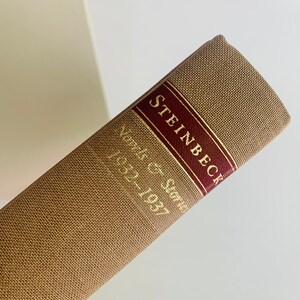 STEINBECK
Novels & Stories
1932–1937